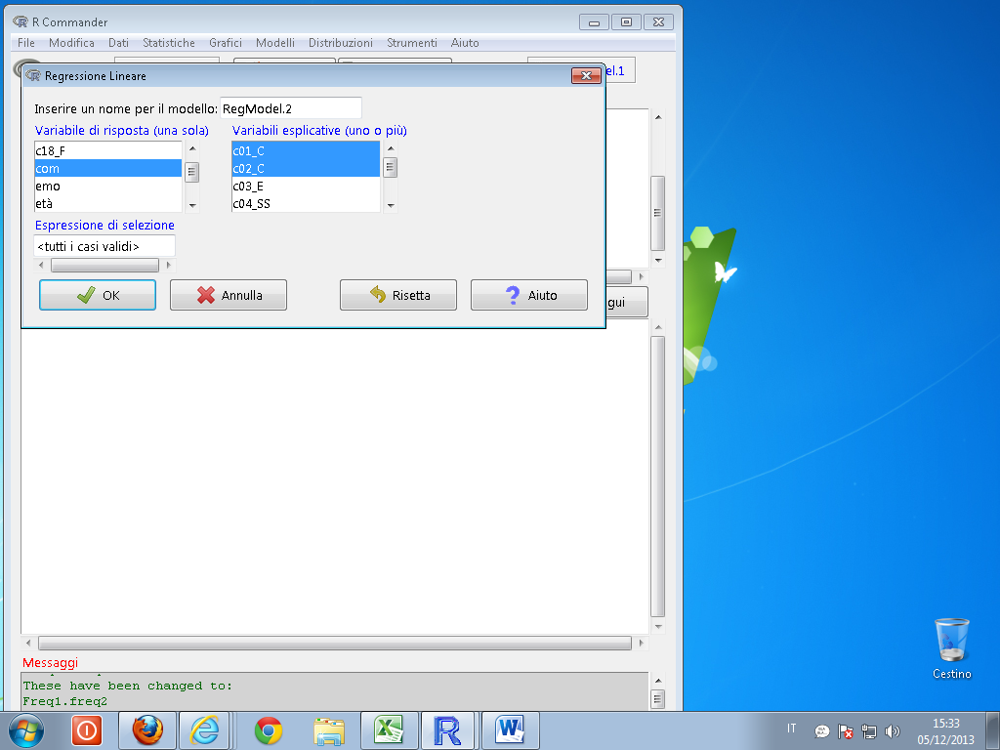 R Commander
File Modifica Dati Statistiche Grafici Modelli Distribuzioni Strumenti Aiuto
el.1
Regressione Lineare
Inserire un nome per il modello: RegModel.2
Variabile di risposta (una sola) Variabili esplicative (uno o più)
c18_F c01_C
com c02_C
emo c03_E
età c04_SS
Espressione di selezione
<tutti i casi validi>
OK Annulla Risetta Aiuto
gui
Messaggi
These have been changed to:
Freq1.freq2
Cestino
IT
15:33
05/12/2013